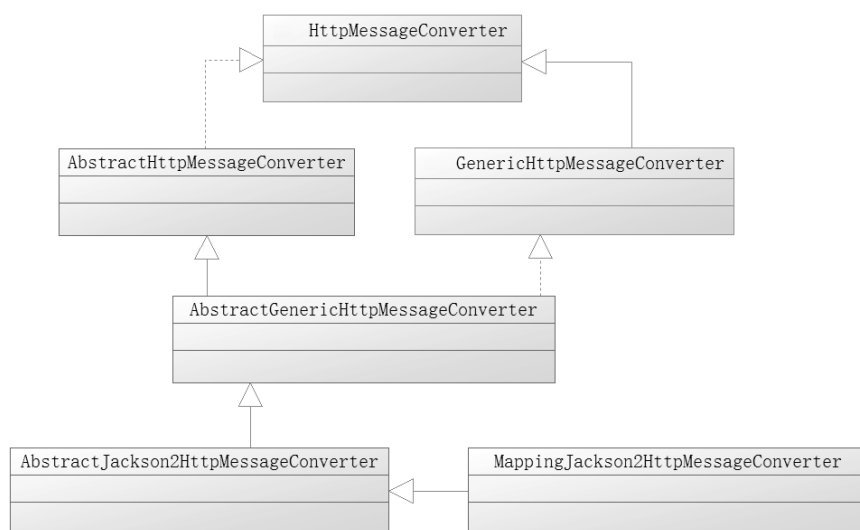 HttpMessageConverter
AbstractHttpMessageConverter
GenericHttpMessageConverter
AbstractGenericHttpMessageConverter
AbstractJackson2HttpMessageConverter
MappingJackson2HttpMessageConverter